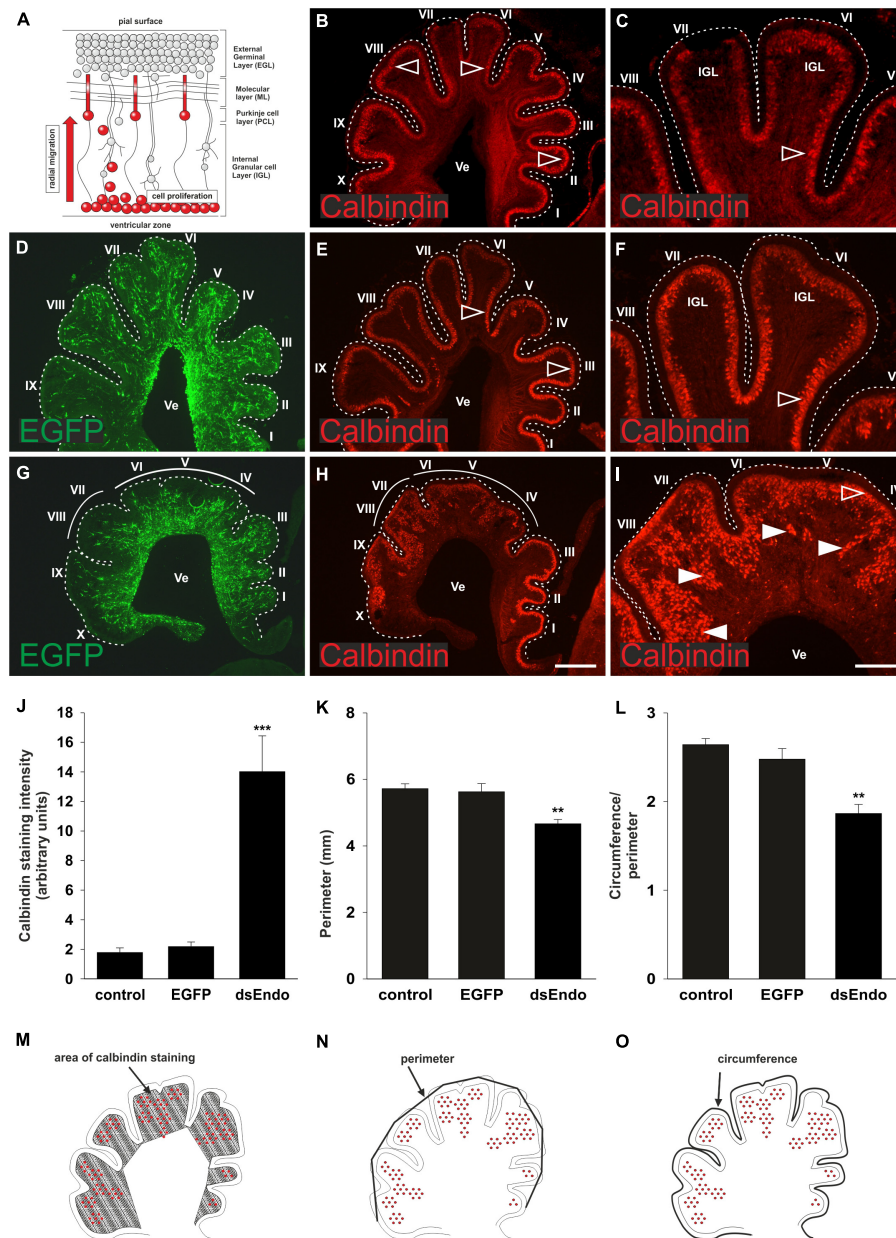 A
pial surface
External
Germinal
Layer (EGL)
Molecular
layer (ML)
Purkinje cell
layer (PCL)
Internal
Granular cell
Layer (IGL)
radial migration
cell proliferation
ventricular zone
B
VII
VI
VIII
V
IV
IX
III
X
Ve
II
I
Calbindin
C
VII
VI
IGL
IGL
VIII
V
Calbindin
D
VI
VII
V
VIII
IV
III
IX
Ve
II
I
EGFP
E
VI
VII
V
VIII
IV
IX
III
Ve
II
I
Calbindin
F
VII
VI
VIII
IGL
IGL
V
Calbindin
G
V
VI
VII
IV
VIII
III
IX
Ve
II
I
X
EGFP
H
V
VI
VII
IV
VIII
IX
III
Ve
II
X
I
Calbindin
I
V
VI
IV
VIII
Ve
Calbindin
J
Calbindin staining intensity
(arbitrary units)
18
16
14
12
10
8
6
4
2
0
***
control EGFP dsEndo
K
Perimeter (mm)
8
6
4
2
0
**
control EGFP dsEndo
L
Circumference/
perimeter
3
2
1
0
**
control EGFP dsEndo
M
area of calbindin staining
N
perimeter
O
circumference